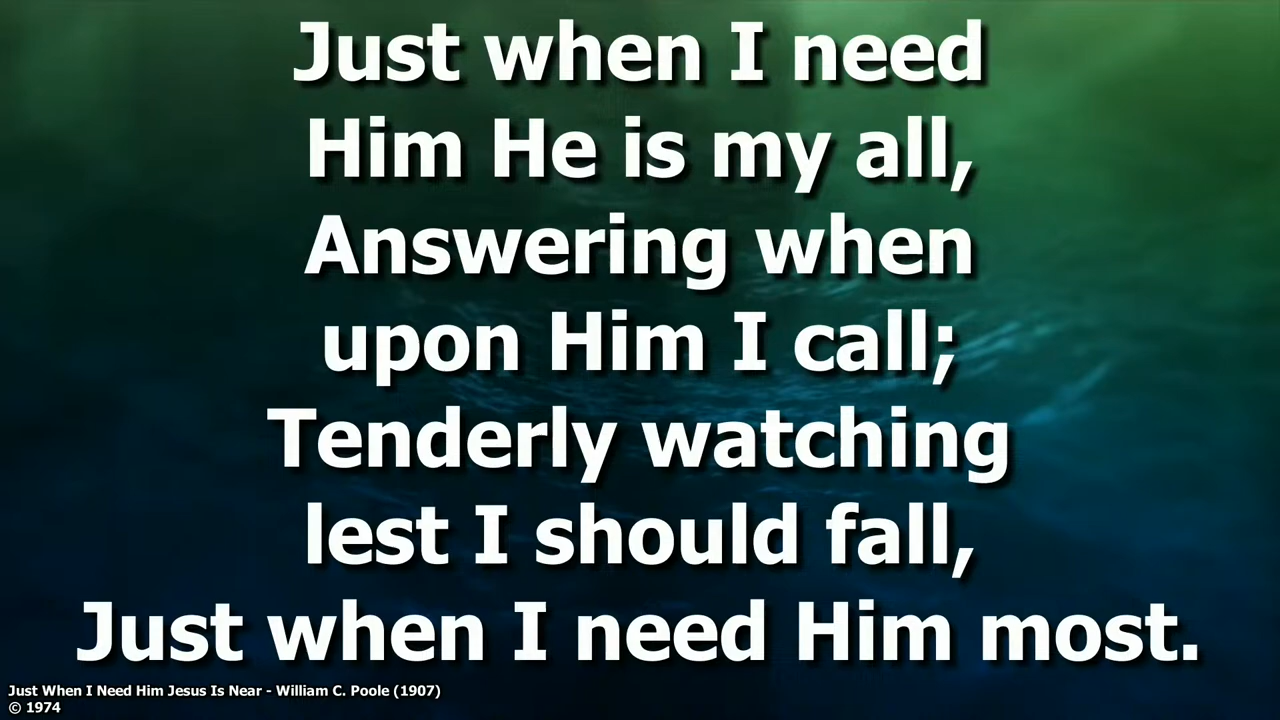 Just when I need
Him He is my all,
Answering when
upon Him I call;
Tenderly watching
lest I should fall,
Just when I need Him most.
Just When I Need Him Jesus Is Near - William C. Poole (1907)
© 1974